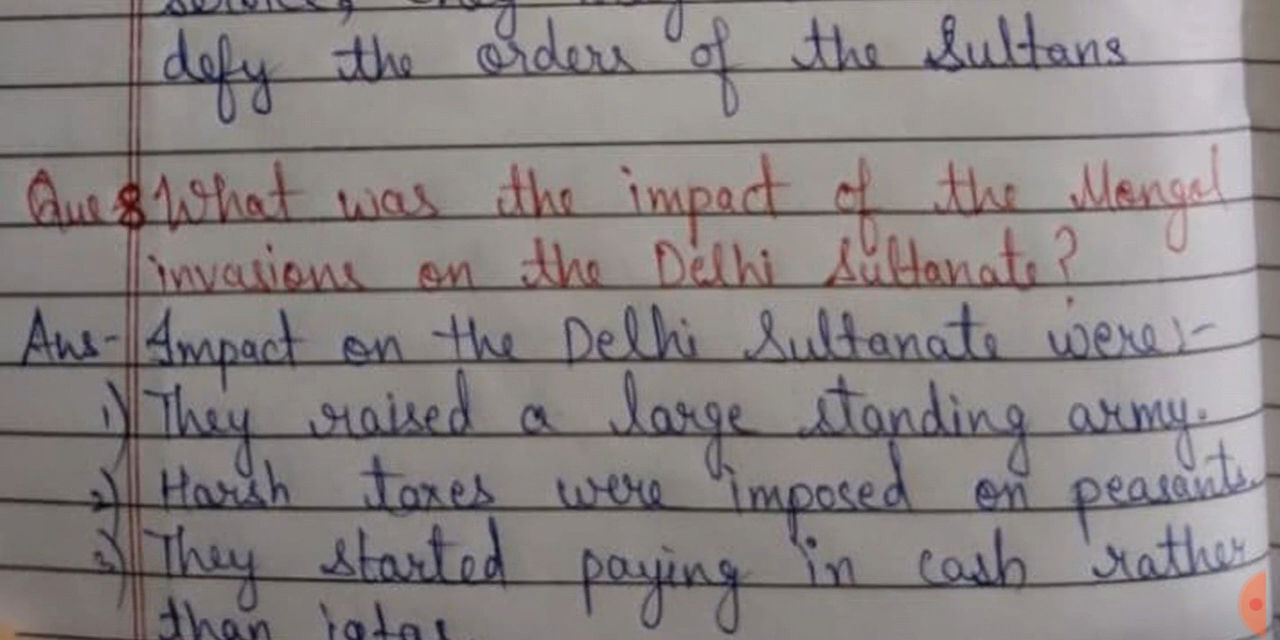 defy the orders of the Sultans
Que 8 What was the impact of the Mongol
invasions on the Delhi Sultanate?
Ans- Impact on the Delhi Sultanate were:-
1) They raised a large standing army.
2) Harsh taxes were imposed on peasants.
3) They started paying in cash rather
than iqtas